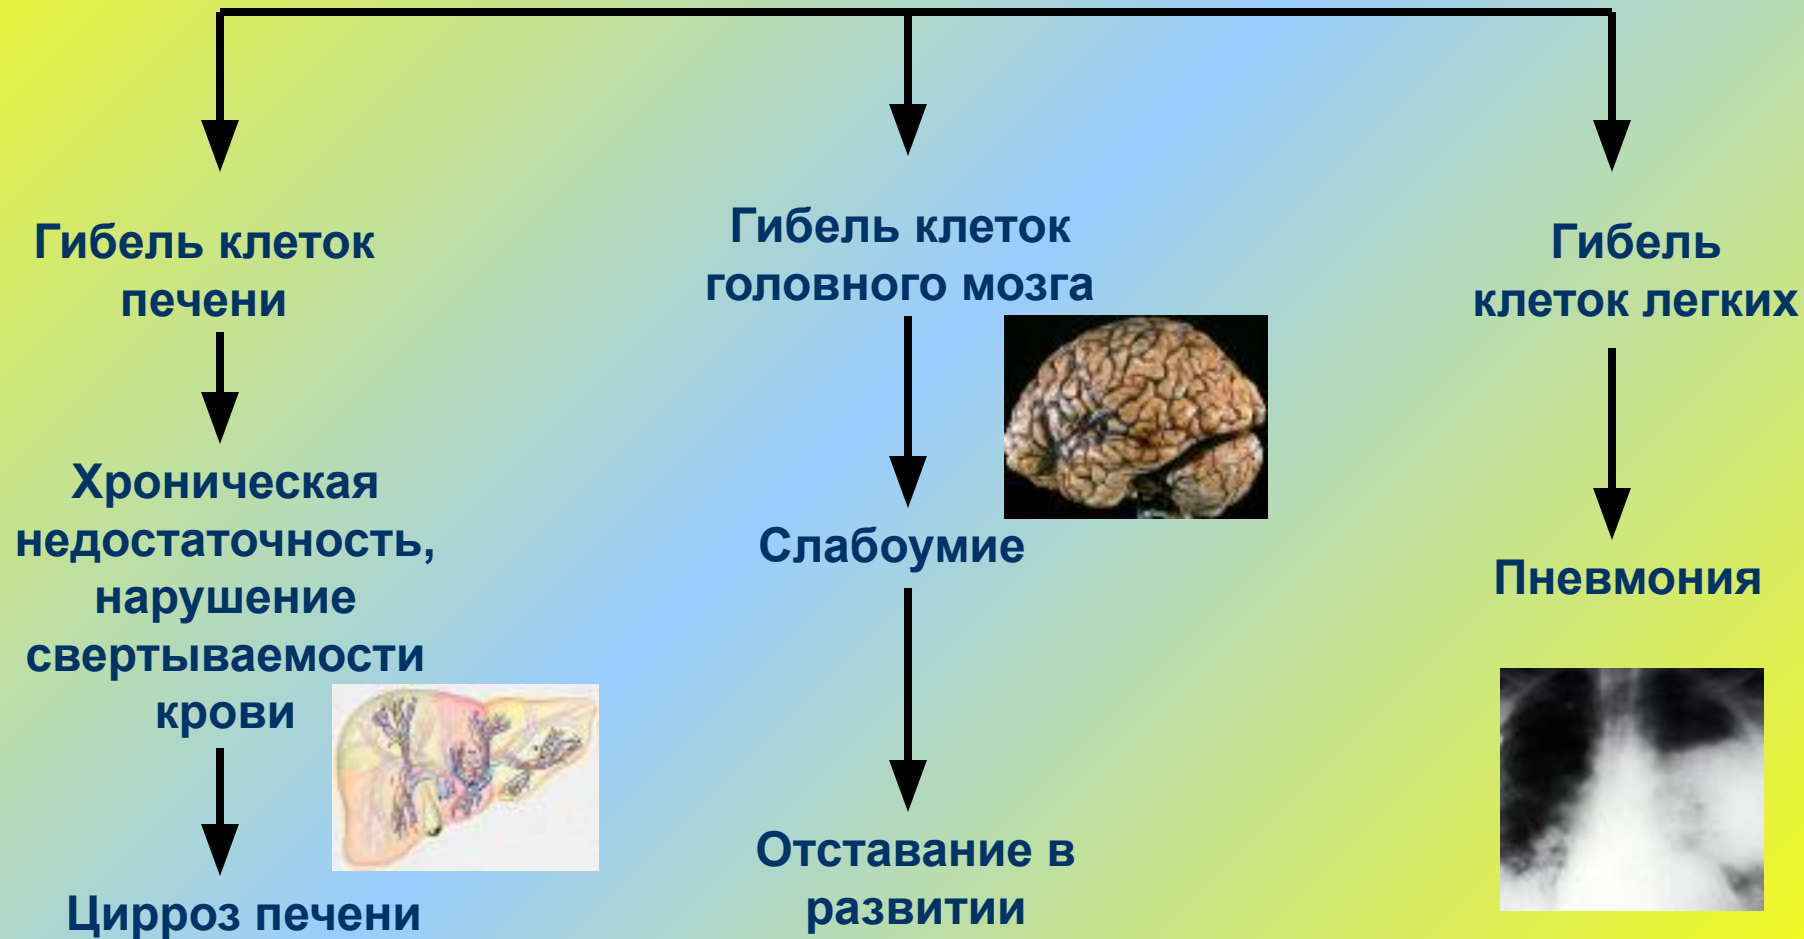 Гибель клеток
печени
Хроническая
недостаточность,
нарушение
свертываемости
крови
Цирроз печени
Гибель клеток
головного мозга
Слабоумие
Отставание в
развитии
Гибель
клеток легких
Пневмония